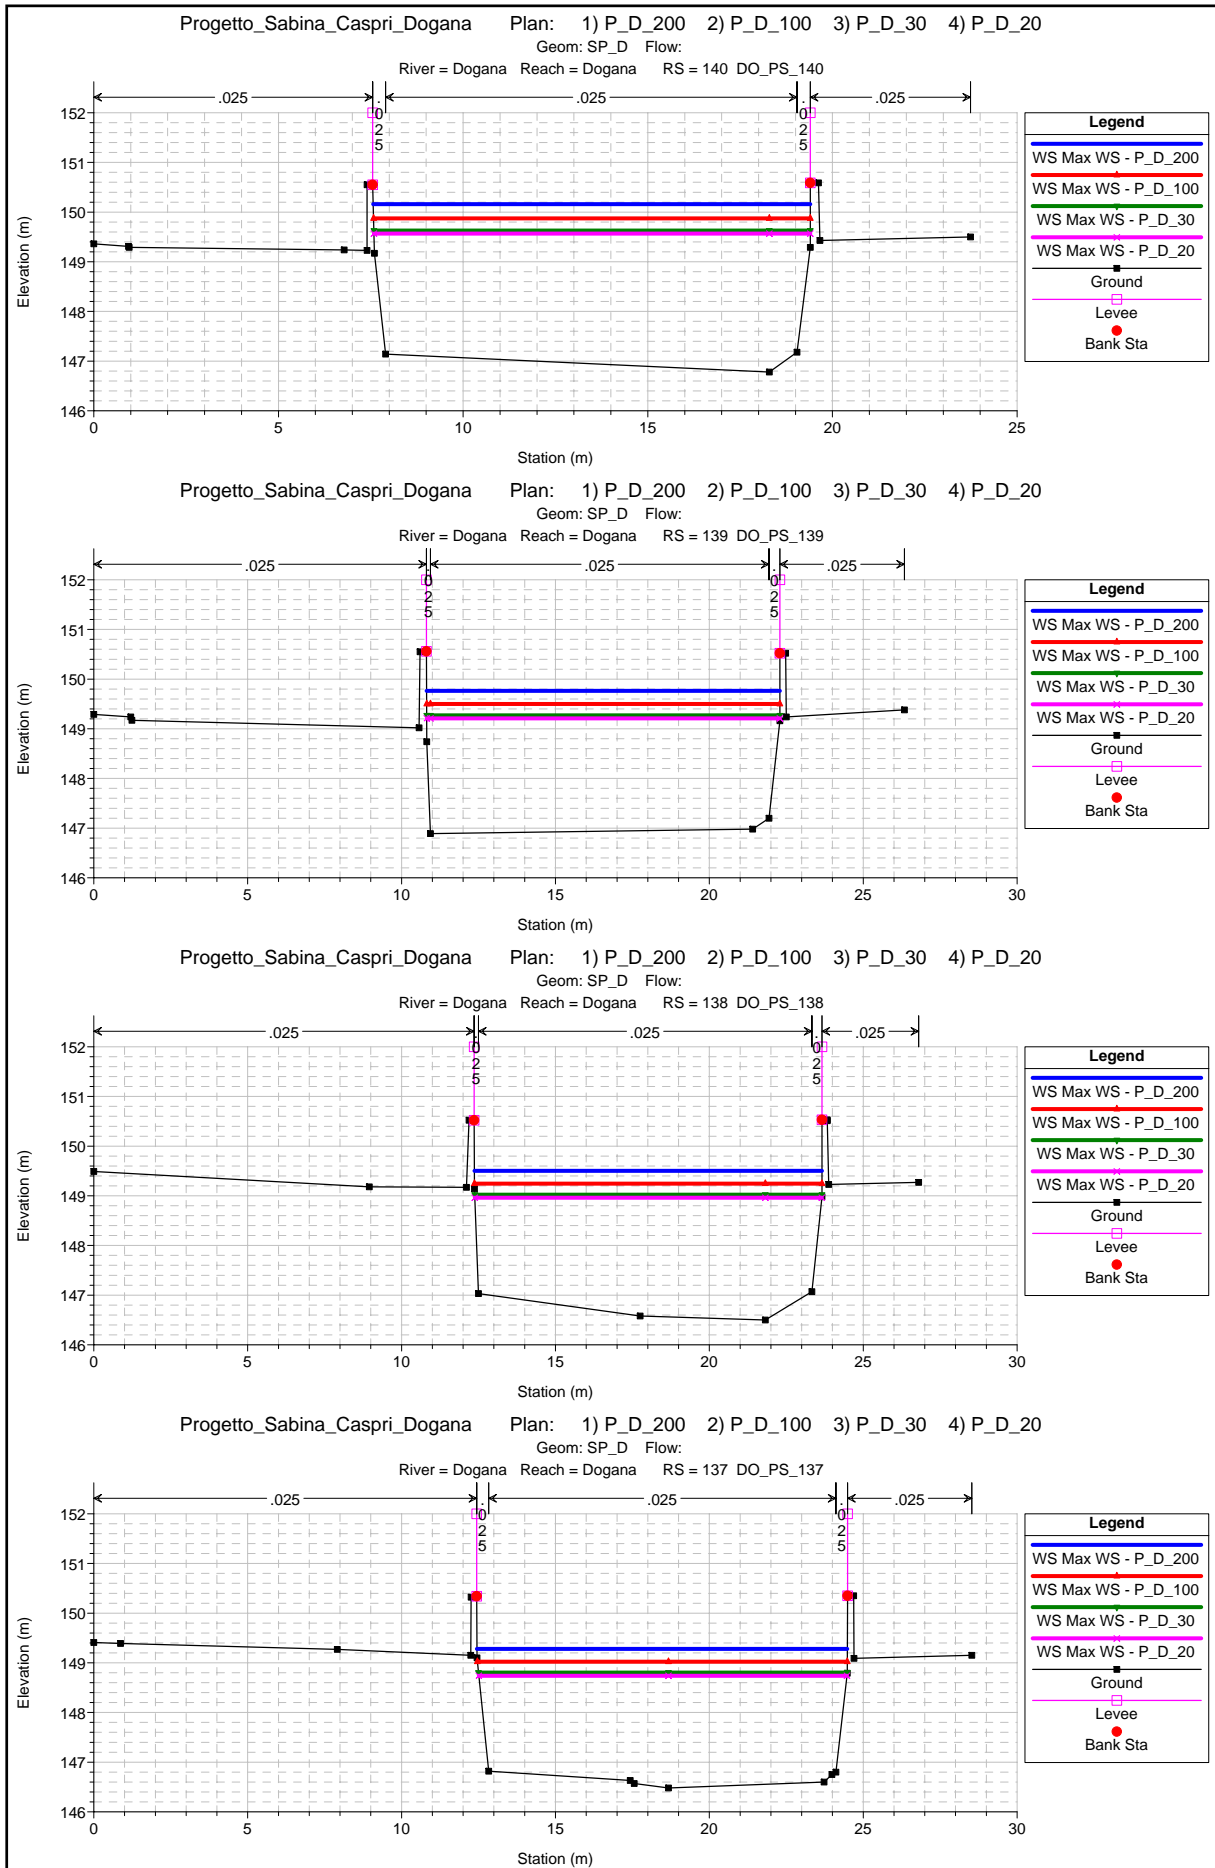 Progetto_Sabina_Caspri_Dogana Plan: 1) P_D_200 2) P_D_100 3) P_D_30 4) P_D_20
Geom: SP_D Flow:
River = Dogana Reach = Dogana RS = 140 DO_PS_140
.025 .025 .025 .025 .025
Elevation (m)
152
151
150
149
148
147
146
0 5 10 15 20 25
Station (m)
Legend
WS Max WS - P_D_200
WS Max WS - P_D_100
WS Max WS - P_D_30
WS Max WS - P_D_20
Ground
Levee
Bank Sta
Progetto_Sabina_Caspri_Dogana Plan: 1) P_D_200 2) P_D_100 3) P_D_30 4) P_D_20
Geom: SP_D Flow:
River = Dogana Reach = Dogana RS = 139 DO_PS_139
.025 .025 .025 .025 .025
Elevation (m)
152
151
150
149
148
147
146
0 10 20 30
Station (m)
Legend
WS Max WS - P_D_200
WS Max WS - P_D_100
WS Max WS - P_D_30
WS Max WS - P_D_20
Ground
Levee
Bank Sta
Progetto_Sabina_Caspri_Dogana Plan: 1) P_D_200 2) P_D_100 3) P_D_30 4) P_D_20
Geom: SP_D Flow:
River = Dogana Reach = Dogana RS = 138 DO_PS_138
.025 .025 .025 .025 .025
Elevation (m)
152
151
150
149
148
147
146
0 10 20 30
Station (m)
Legend
WS Max WS - P_D_200
WS Max WS - P_D_100
WS Max WS - P_D_30
WS Max WS - P_D_20
Ground
Levee
Bank Sta
Progetto_Sabina_Caspri_Dogana Plan: 1) P_D_200 2) P_D_100 3) P_D_30 4) P_D_20
Geom: SP_D Flow:
River = Dogana Reach = Dogana RS = 137 DO_PS_137
.025 .025 .025 .025 .025
Elevation (m)
152
151
150
149
148
147
146
0 10 20 30
Station (m)
Legend
WS Max WS - P_D_200
WS Max WS - P_D_100
WS Max WS - P_D_30
WS Max WS - P_D_20
Ground
Levee
Bank Sta